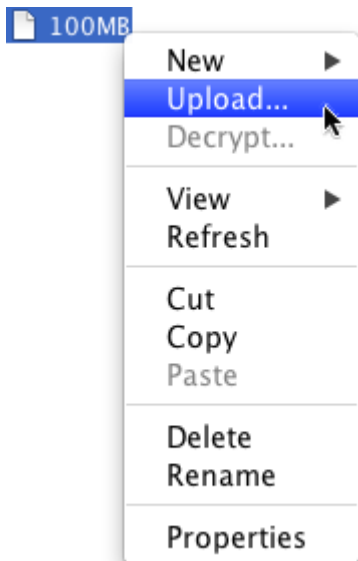 100MB
New
Upload...
Decrypt...
View
Refresh
Cut
Copy
Paste
Delete
Rename
Properties